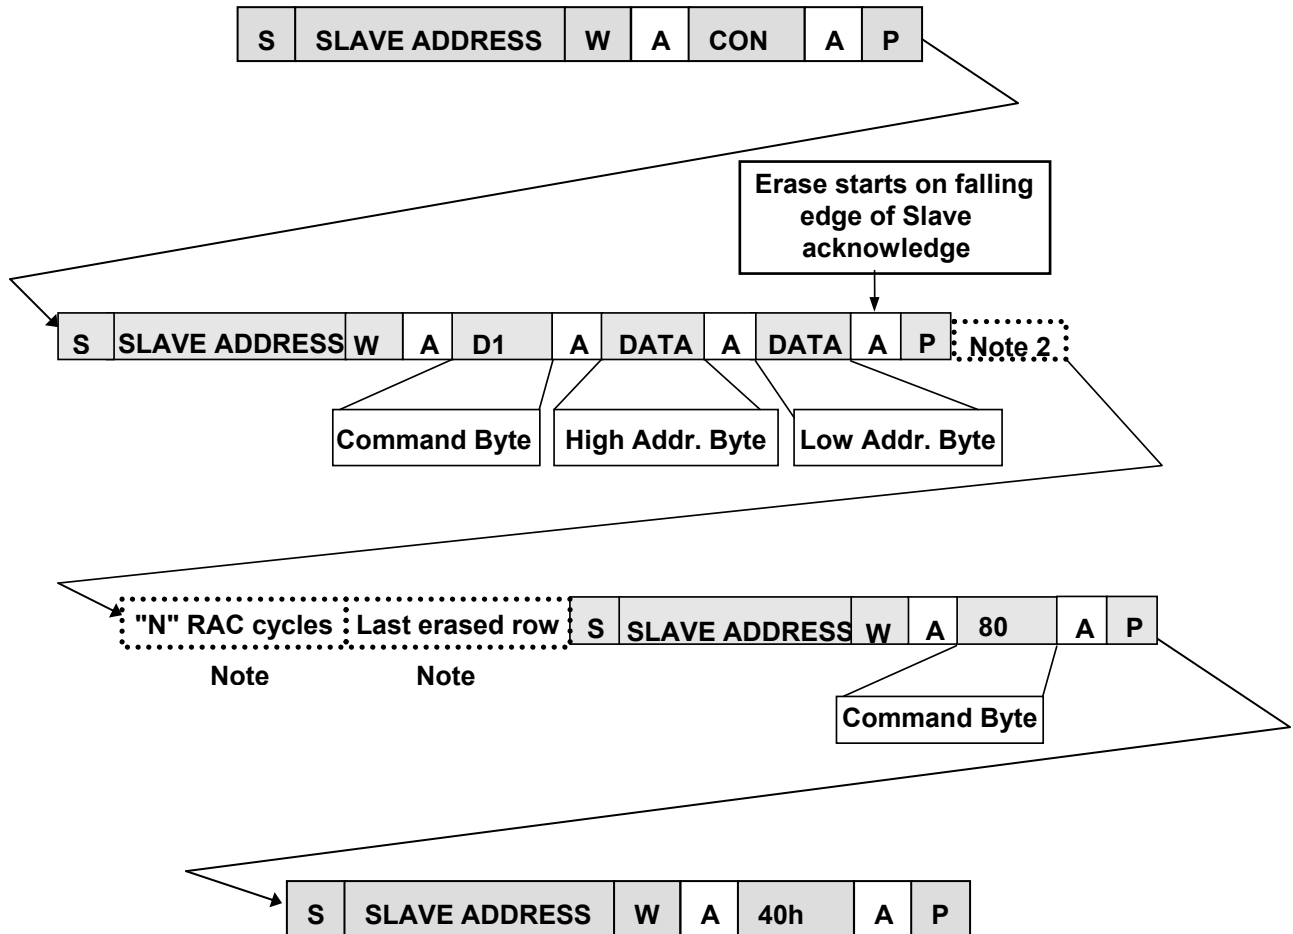 S SLAVE ADDRESS W A CON A P
Erase starts on falling
edge of Slave
acknowledge
S SLAVE ADDRESS W A D1 A DATA A DATA A P Note 2
Command Byte High Addr. Byte Low Addr. Byte
"N" RAC cycles Last erased row S SLAVE ADDRESS W A 80 A P
Note Note
Command Byte
S SLAVE ADDRESS W A 40h A P